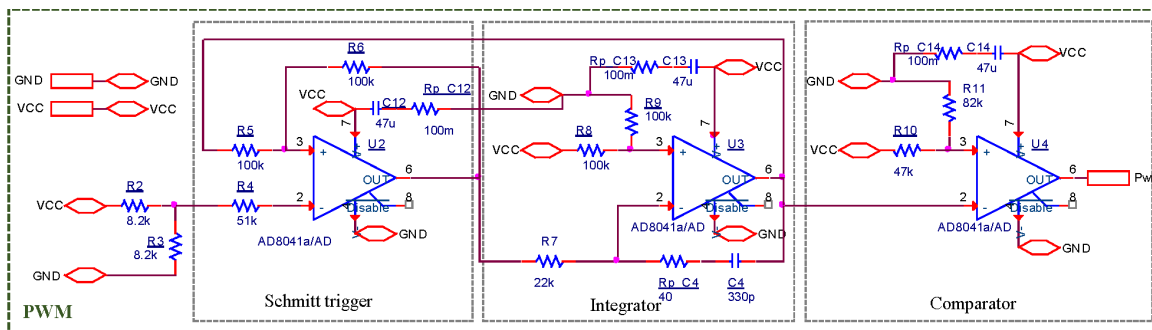 R6
100k
Rp_C13
100m
C13
47u
VCC
Rp_C14
100m
C14
47u
VCC
GND
GND
VCC
VCC
VCC
C12
47u
Rp_C12
100m
GND
R9
100k
GND
R11
82k
R5
100k
3
7
U2
+
V+
OUT
6
2
-
8
Disable
4
V-
AD8041a/AD
GND
VCC
R8
100k
3
7
U3
+
V+
OUT
6
2
-
8
Disable
4
V-
AD8041a/AD
GND
VCC
R10
47k
3
7
U4
+
V+
OUT
6
2
-
8
Disable
4
V-
AD8041a/AD
GND
VCC
R2
8.2k
R4
51k
R3
8.2k
GND
R7
22k
Rp_C4
40
C4
330p
Schmitt trigger
Integrator
Comparator
PWM